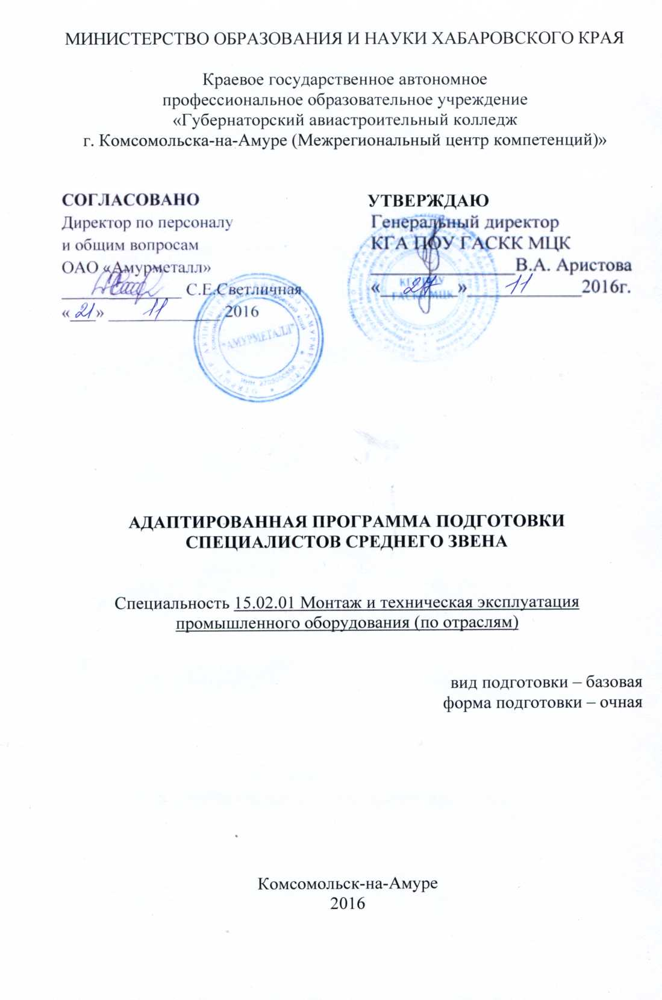 МИНИСТЕРСТВО ОБРАЗОВАНИЯ И НАУКИ ХАБАРОВСКОГО КРАЯ
Краевое государственное автономное
профессиональное образовательное учреждение
«Губернаторский авиастроительный колледж
г. Комсомольска-на-Амуре (Межрегиональный центр компетенций)»
СОГЛАСОВАНО
Директор по персоналу
и общим вопросам
ОАО «Амурметалл»
С.Е.Светличная
«21» 11 2016
"АМУРМЕТАЛЛ"
УТВЕРЖДАЮ
Генеральный директор
КГА ПОУ ГАСКК МЦК
В.А. Аристова
« » 11 2016г.
АДАПТИРОВАННАЯ ПРОГРАММА ПОДГОТОВКИ
СПЕЦИАЛИСТОВ СРЕДНЕГО ЗВЕНА
Специальность 15.02.01 Монтаж и техническая эксплуатация
промышленного оборудования (по отраслям)
вид подготовки – базовая
форма подготовки – очная
Комсомольск-на-Амуре
2016